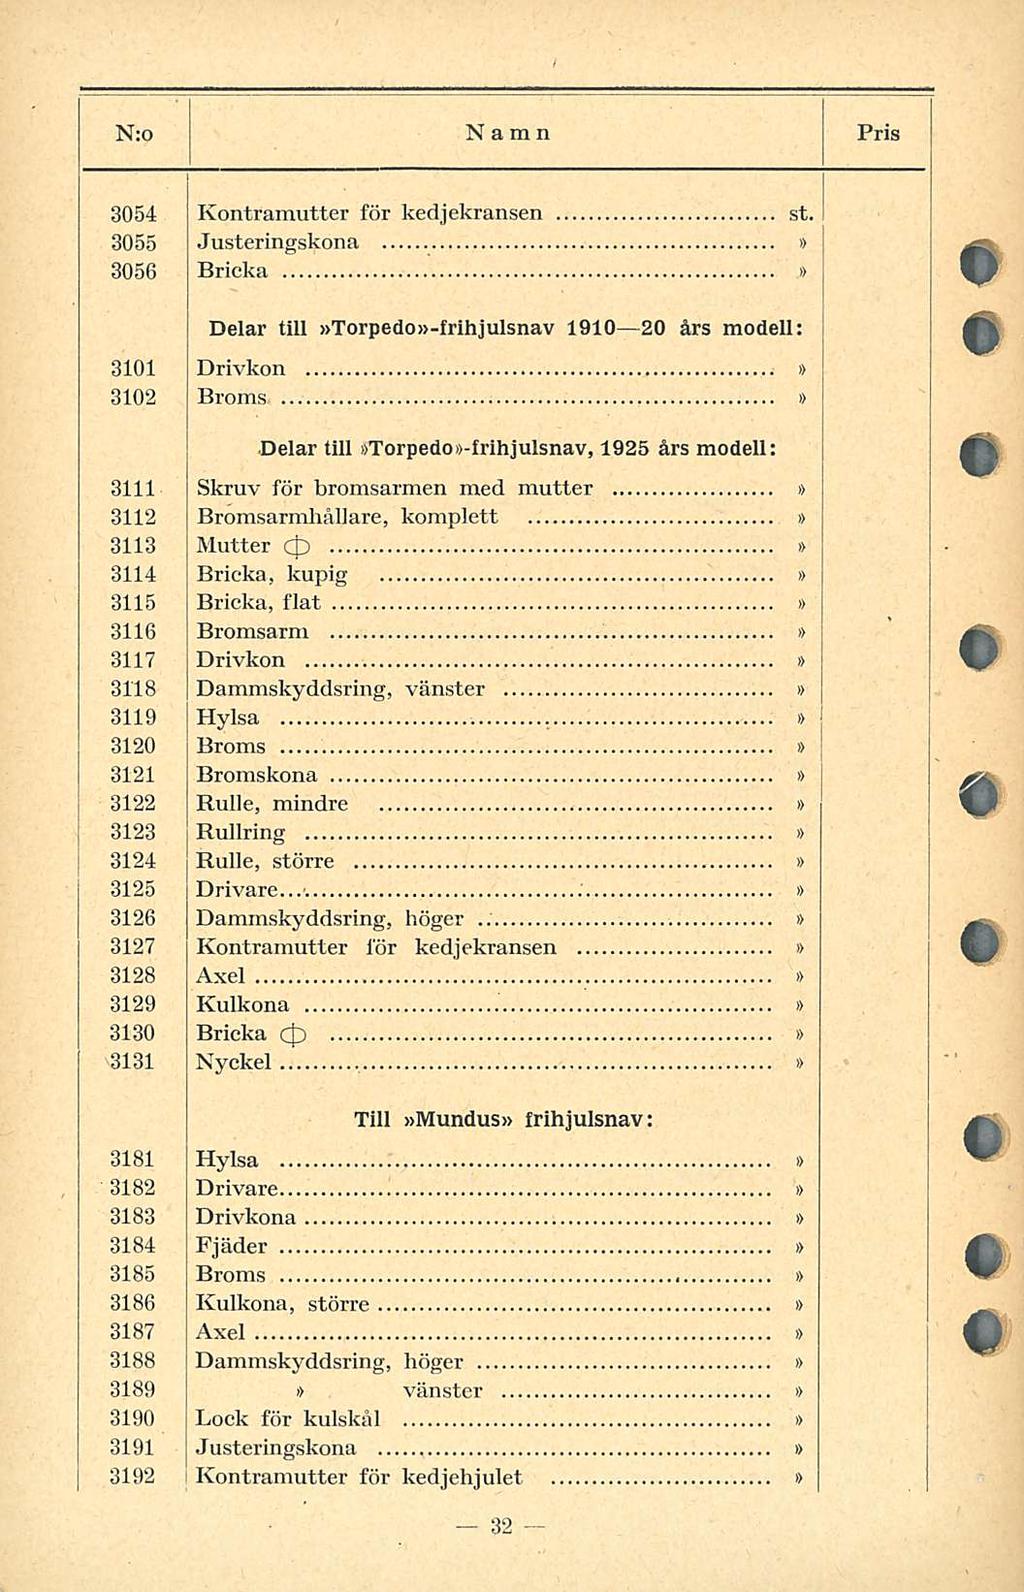 N:o Namn Pris
3054 Kontramutter för kedjekransen ........................... st.
3055 Justeringskona ........................... »
3056 Bricka ........................... »
Delar till »Torpedo»-frihjulsnav 1910—20 års modell:
3101 Drivkon ........................... »
3102 Broms ........................... »
Delar till »Torpedo»-frihjulsnav, 1925 års modell:
3111 Skruv för bromsarmen med mutter ........................... »
3112 Bromsarmhållare, komplett ........................... »
3113 Mutter ф ........................... »
3114 Bricka, kupig ........................... »
3115 Bricka, flat ........................... »
3116 Bromsarm ........................... »
3117 Drivkon ........................... »
3118 Dammskyddsring, vänster ........................... »
3119 Hylsa ........................... »
3120 Broms ........................... »
3121 Bromskona ........................... »
3122 Rulle, mindre ........................... »
3123 Rullring ........................... »
3124 Rulle, större ........................... »
3125 Drivare ........................... »
3126 Dammskyddsring, höger ........................... »
3127 Kontramutter för kedjekransen ........................... »
3128 Axel ........................... »
3129 Kulkona ........................... »
3130 Bricka ф ........................... »
3131 Nyckel ........................... »
Till »Mundus» frihjulsnav:
3181 Hylsa ........................... »
3182 Drivare ........................... »
3183 Drivkona ........................... »
3184 Fjäder ........................... »
3185 Broms ........................... »
3186 Kulkona, större ........................... »
3187 Axel ........................... »
3188 Dammskyddsring, höger ........................... »
3189 » vänster ........................... »
3190 Lock för kulskål ........................... »
3191 Justeringskona ........................... »
3192 Kontramutter för kedjehjulet ........................... »
— 32 —